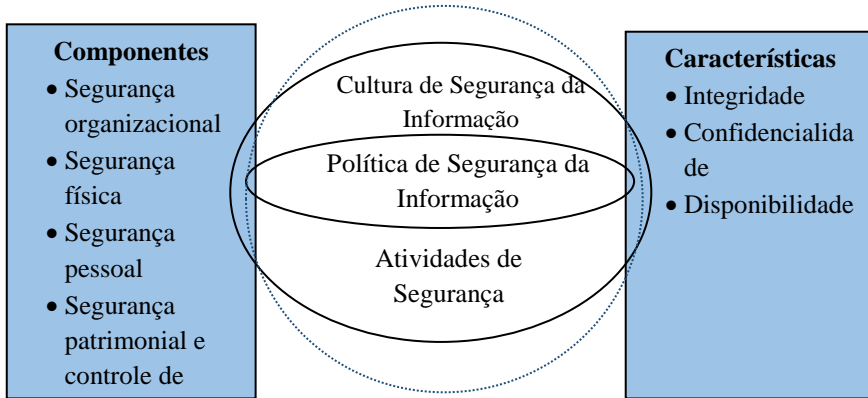 Componentes
• Segurança
organizacional
• Segurança
física
• Segurança
pessoal
• Segurança
patrimonial e
controle de
Cultura de Segurança da
Informação
Política de Segurança da
Informação
Atividades de
Segurança
Características
• Integridade
• Confidencialida
de
• Disponibilidade